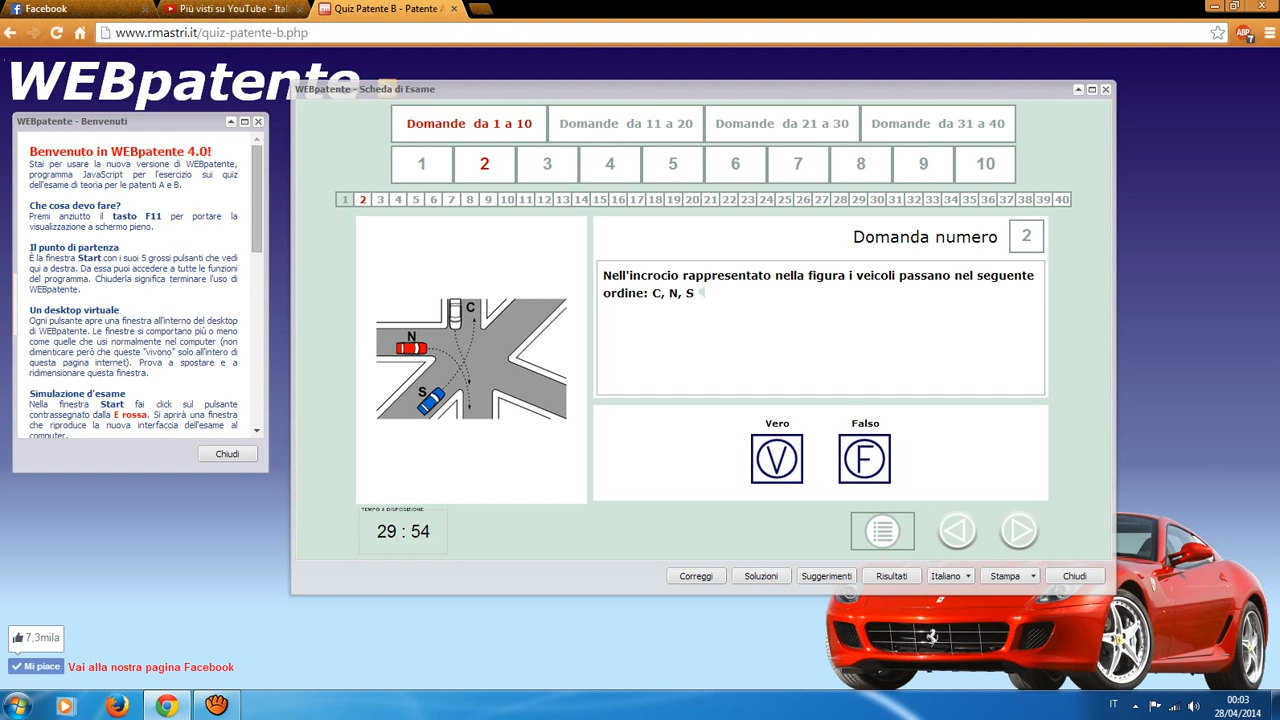 Facebook
Più visti su YouTube - Itali
Quiz Patente B - Patente A
www.rmastri.it/quiz-patente-b.php
ABP
7
WEBpatente
WEBpatente - Benvenuti
Benvenuto in WEBpatente 4.0!
Stai per usare la nuova versione di WEBpatente,
programma JavaScript per l'esercizio sui quiz
dell'esame di teoria per le patenti A e B.
Che cosa devo fare?
Premi anzitutto il tasto F11 per portare la
visualizzazione a schermo pieno.
Il punto di partenza
È la finestra Start con i suoi 5 grossi pulsanti che vedi
qui a destra. Da essa puoi accedere a tutte le funzioni
del programma. Chiuderla significa terminare l'uso di
WEBpatente.
Un desktop virtuale
Ogni pulsante apre una finestra all'interno del desktop
di WEBpatente. Le finestre si comportano più o meno
come quelle che usi normalmente nel computer (non
dimenticare però che queste "vivono" solo all'intero di
questa pagina internet). Prova a spostare e a
ridimensionare questa finestra.
Simulazione d'esame
Nella finestra Start fai click sul pulsante
contrassegnato dalla E rossa. Si aprirà una finestra
che riproduce la nuova interfaccia dell'esame al
computer.
Chiudi
WEBpatente - Scheda di Esame
Domande da 1 a 10
Domande da 11 a 20
Domande da 21 a 30
Domande da 31 a 40
1 2 3 4 5 6 7 8 9 10
1 2 3 4 5 6 7 8 9 10 11 12 13 14 15 16 17 18 19 20 21 22 23 24 25 26 27 28 29 30 31 32 33 34 35 36 37 38 39 40
C
N
S
Domanda numero 2
Nell'incrocio rappresentato nella figura i veicoli passano nel seguente
ordine: C, N, S
Vero
Falso
V
F
TEMPO A DISPOSIZIONE
29 : 54
Correggi
Soluzioni
Suggerimenti
Risultati
Italiano
Stampa
Chiudi
7,3mila
Mi piace
Vai alla nostra pagina Facebook
IT
00:03
28/04/2014